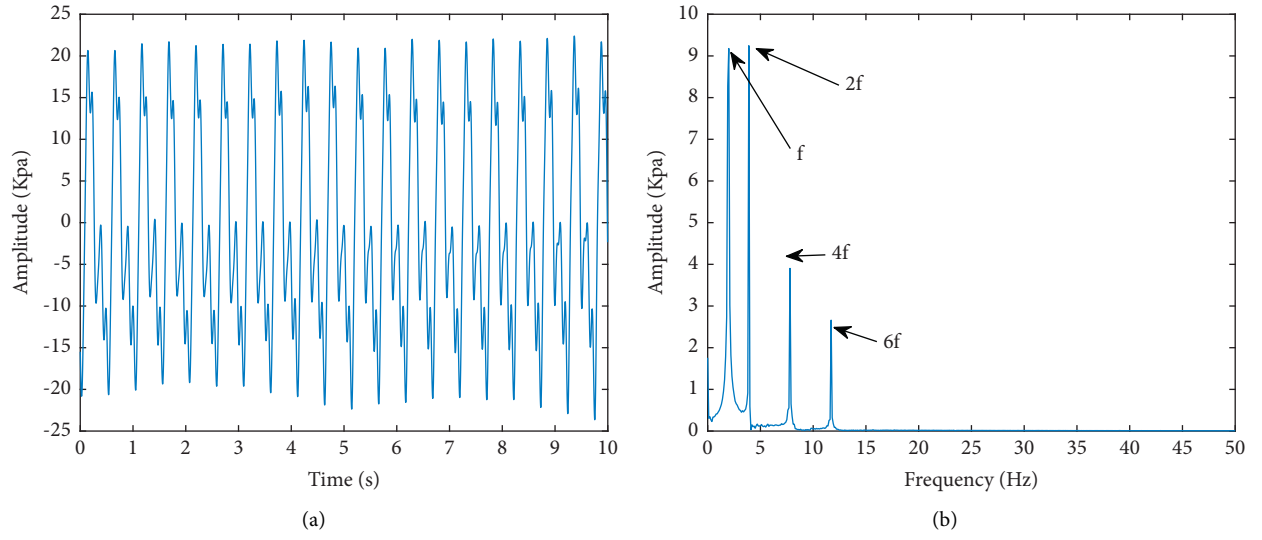 25
20
15
10
5
0
-5
-10
-15
-20
-25
Amplitude (Kpa)
0 1 2 3 4 5 6 7 8 9 10
Time (s)
(a)
10
9
8
7
6
5
4
3
2
1
0
Amplitude (Kpa)
2f
f
4f
6f
0 5 10 15 20 25 30 35 40 45 50
Frequency (Hz)
(b)